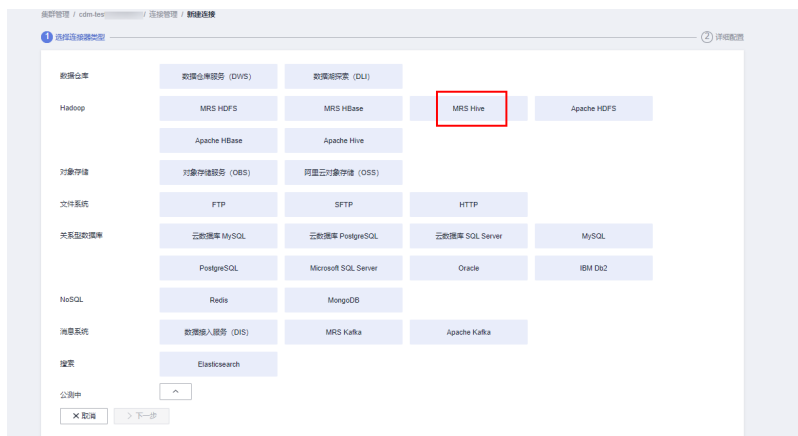 集群管理 / cdm-tes / 连接管理 / 新建连接
1 选择连接器类型
2 详细配置
数据仓库 数据仓库服务（DWS） 数据湖探索（DLI）
Hadoop MRS HDFS MRS HBase MRS Hive Apache HDFS
Apache HBase Apache Hive
对象存储 对象存储服务（OBS） 阿里云对象存储（OSS）
文件系统 FTP SFTP HTTP
关系型数据库 云数据库 MySQL 云数据库 PostgreSQL 云数据库 SQL Server MySQL
PostgreSQL Microsoft SQL Server Oracle IBM Db2
NoSQL Redis MongoDB
消息系统 数据接入服务（DIS） MRS Kafka Apache Kafka
搜索 Elasticsearch
公测中
× 取消 > 下一步